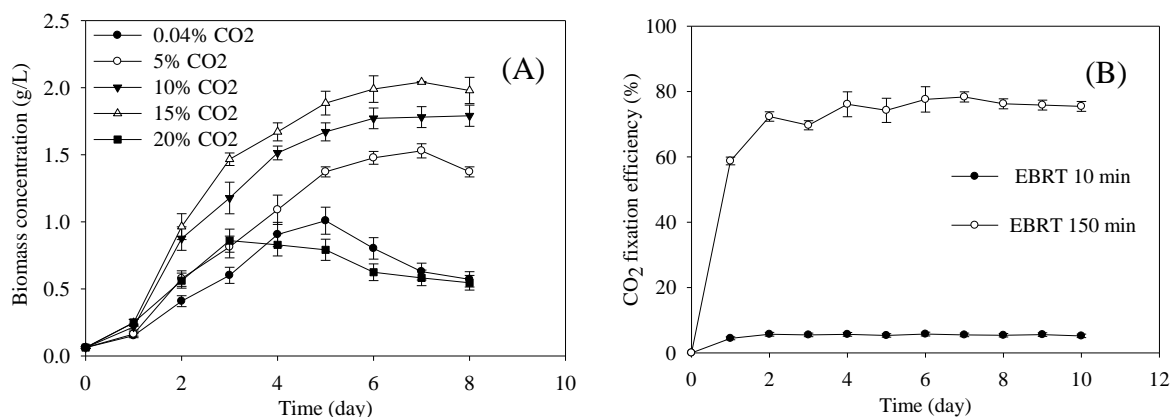 (A)
0.04% CO2
5% CO2
10% CO2
15% CO2
20% CO2
Biomass concentration (g/L)
2.5
2.0
1.5
1.0
0.5
0.0
0 2 4 6 8 10
Time (day)
(B)
EBRT 10 min
EBRT 150 min
CO2 fixation efficiency (%)
100
80
60
40
20
0
0 2 4 6 8 10 12
Time (day)